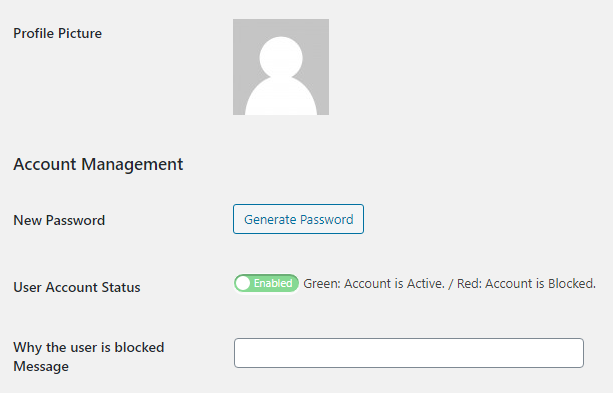 Profile Picture
Account Management
New Password
Generate Password
User Account Status
Enabled
Green: Account is Active. / Red: Account is Blocked.
Why the user is blocked
Message